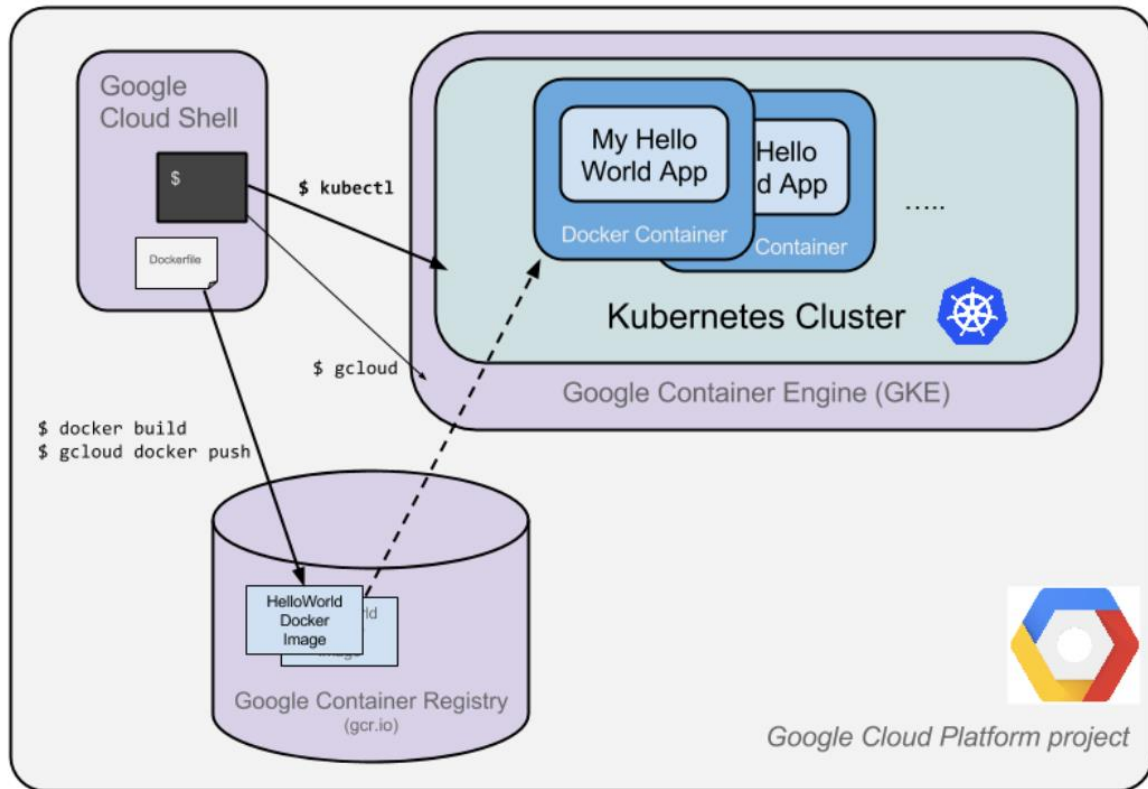 Google
Cloud Shell
$
Dockerfile
$ kubectl
$ gcloud
$ docker build
$ gcloud docker push
My Hello
World App
Docker Container
Hello
d App
Container
.....
Kubernetes Cluster
Google Container Engine (GKE)
HelloWorld
Docker
Image
rld
Google Container Registry
(gcr.io)
Google Cloud Platform project